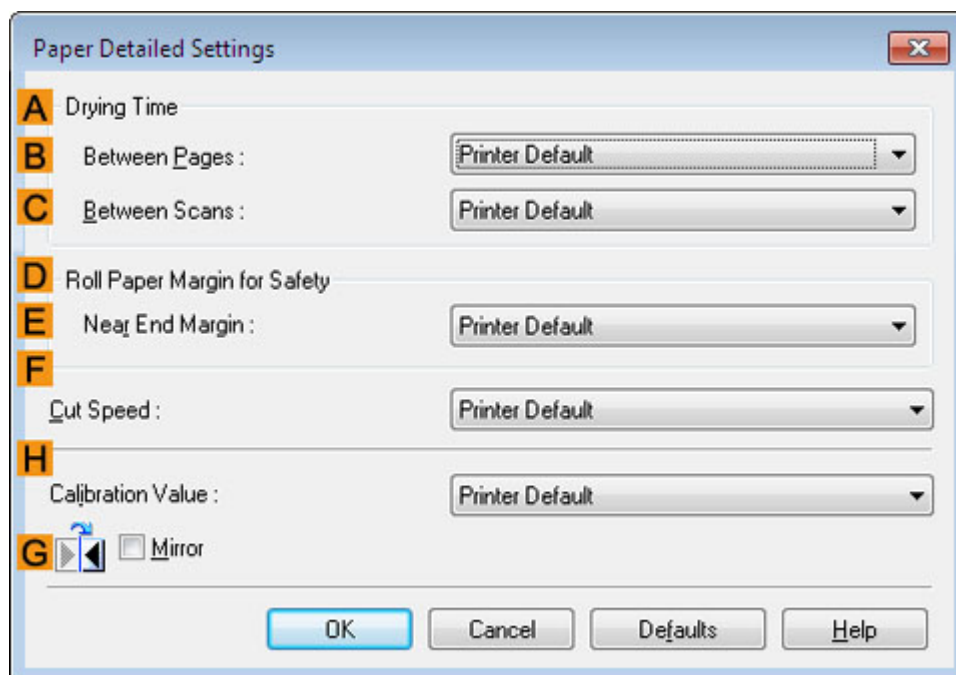 Paper Detailed Settings
A Drying Time
B Between Pages : Printer Default
C Between Scans : Printer Default
D Roll Paper Margin for Safety
E Near End Margin : Printer Default
F
Cut Speed : Printer Default
H
Calibration Value : Printer Default
G Mirror
OK Cancel Defaults Help